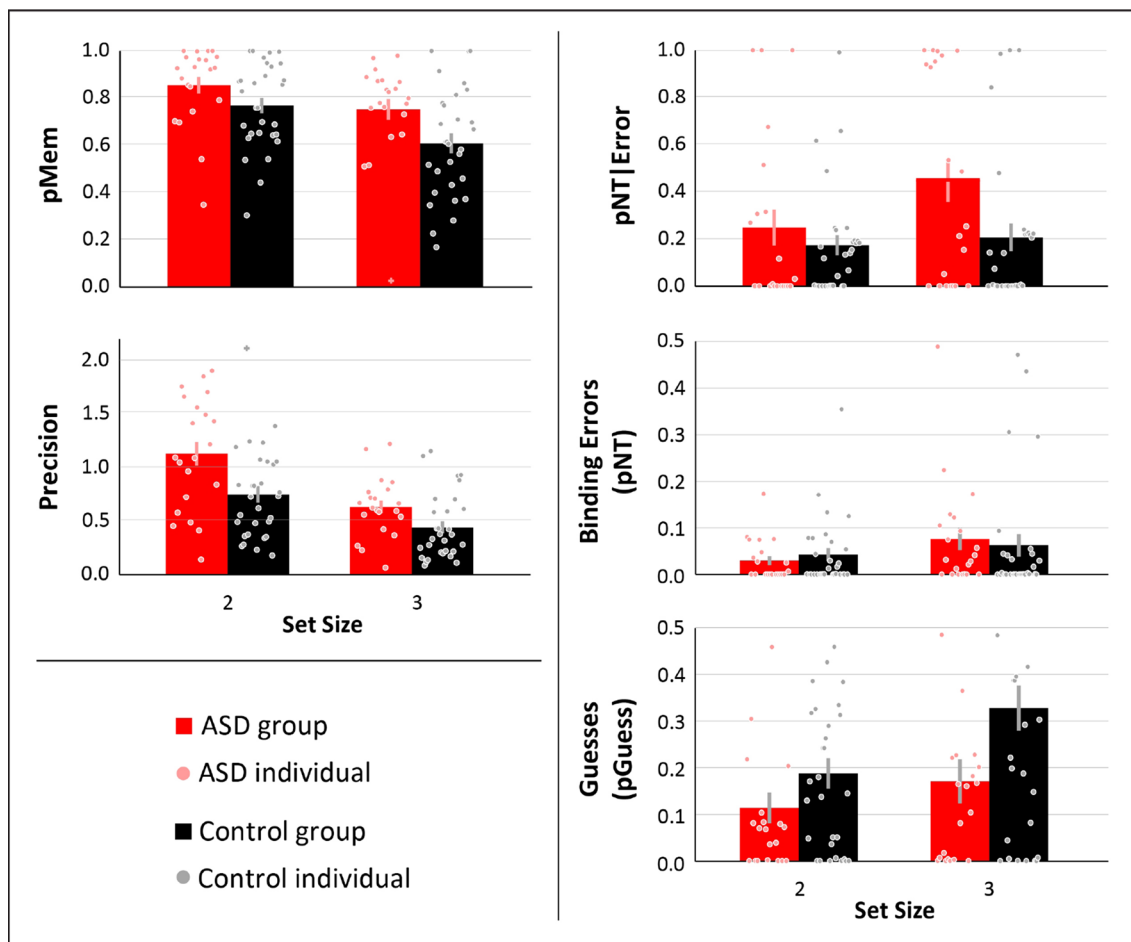 pMem
1.0
0.8
0.6
0.4
0.2
0.0
Precision
2.0
1.5
1.0
0.5
0.0
2
3
Set Size
ASD group
ASD individual
Control group
Control individual
pNT|Error
1.0
0.8
0.6
0.4
0.2
0.0
Binding Errors
(pNT)
0.5
0.4
0.3
0.2
0.1
0.0
Guesses
(pGuess)
0.5
0.4
0.3
0.2
0.1
0.0
2
3
Set Size